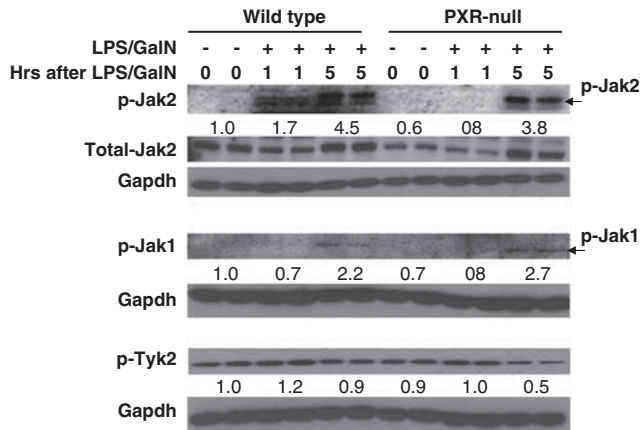 Wild type PXR-null
LPS/GalN - - + + + + - - + + + +
Hrs after LPS/GalN 0 0 1 1 5 5 0 0 1 1 5 5
p-Jak2 p-Jak2
1.0 1.7 4.5 0.6 08 3.8
Total-Jak2
Gapdh
p-Jak1 p-Jak1
1.0 0.7 2.2 0.7 08 2.7
Gapdh
p-Tyk2
1.0 1.2 0.9 0.9 1.0 0.5
Gapdh